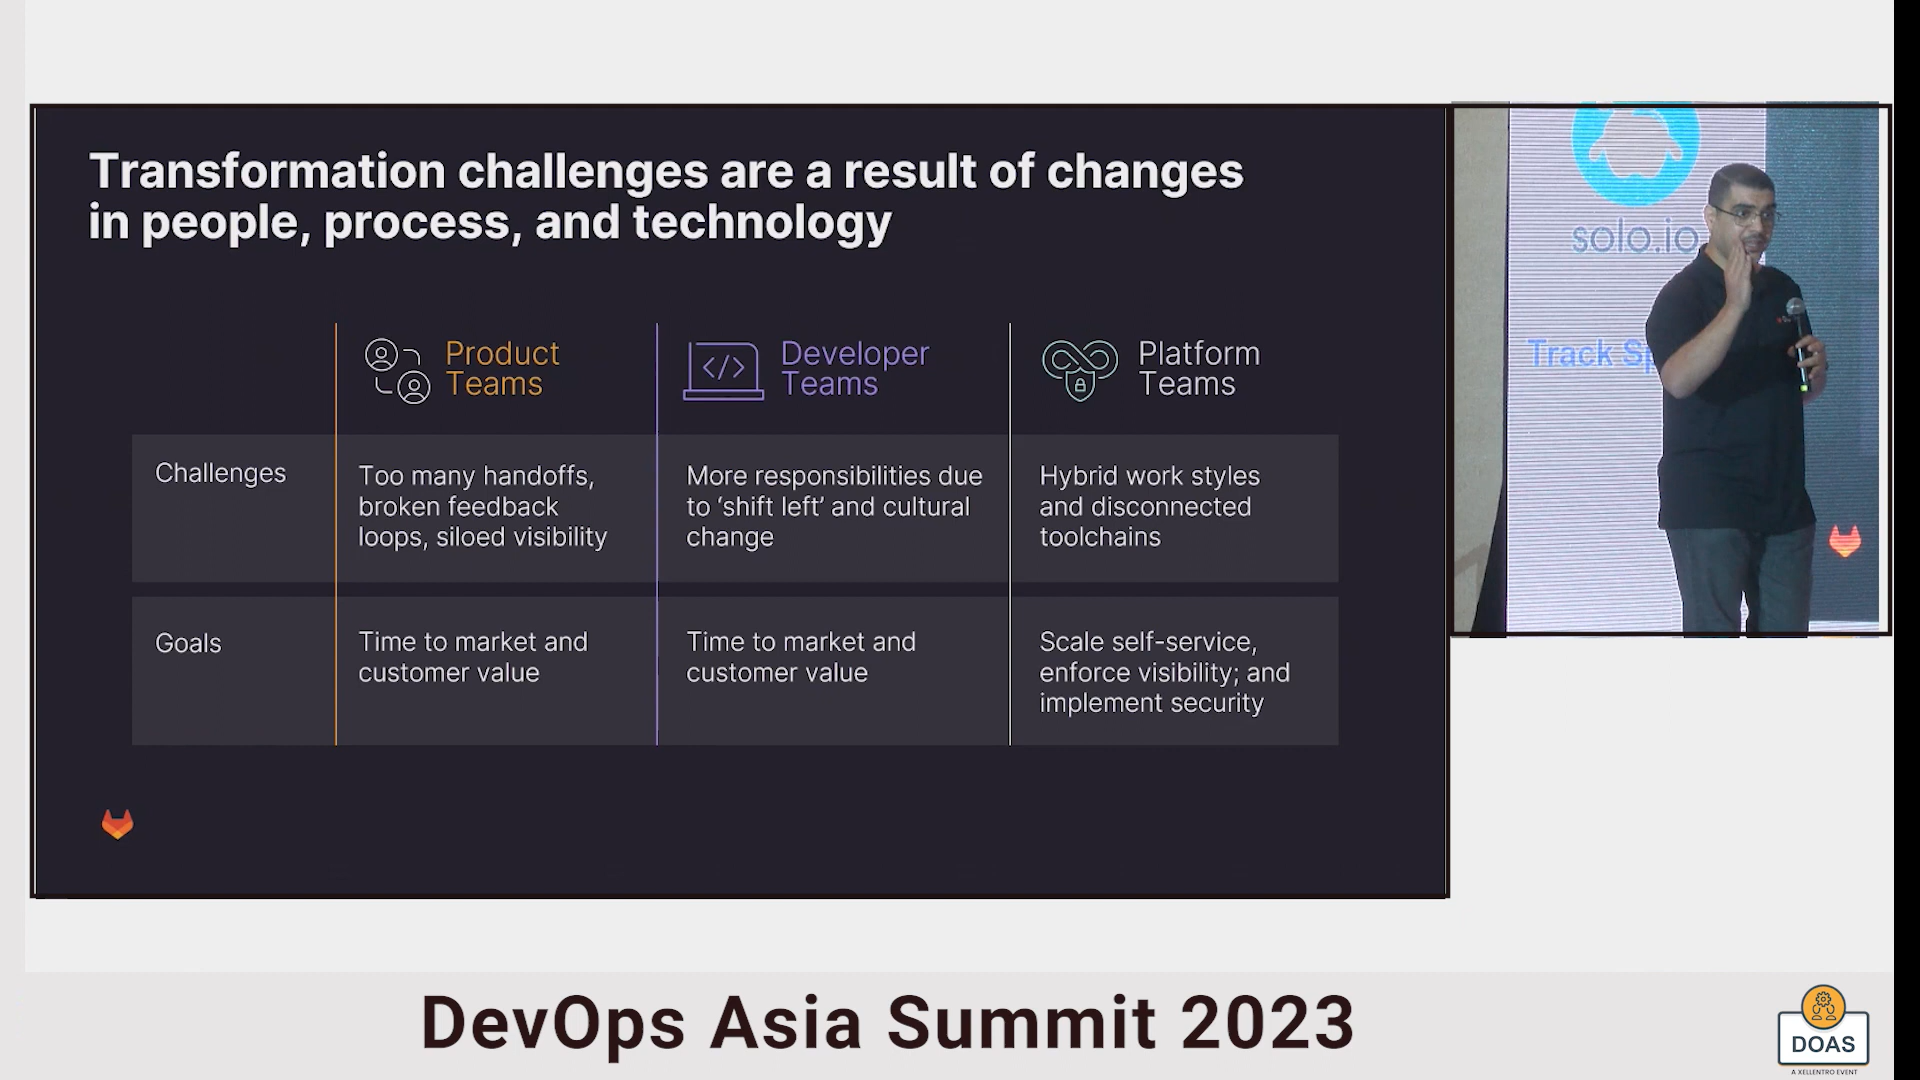 Transformation challenges are a result of changes
in people, process, and technology
Product
Teams
Developer
Teams
Platform
Teams
Challenges
Too many handoffs,
broken feedback
loops, siloed visibility
More responsibilities due
to ‘shift left’ and cultural
change
Hybrid work styles
and disconnected
toolchains
Goals
Time to market and
customer value
Time to market and
customer value
Scale self-service,
enforce visibility; and
implement security
solo.io
Track
DevOps Asia Summit 2023
DOAS
A XELLENTRO EVENT